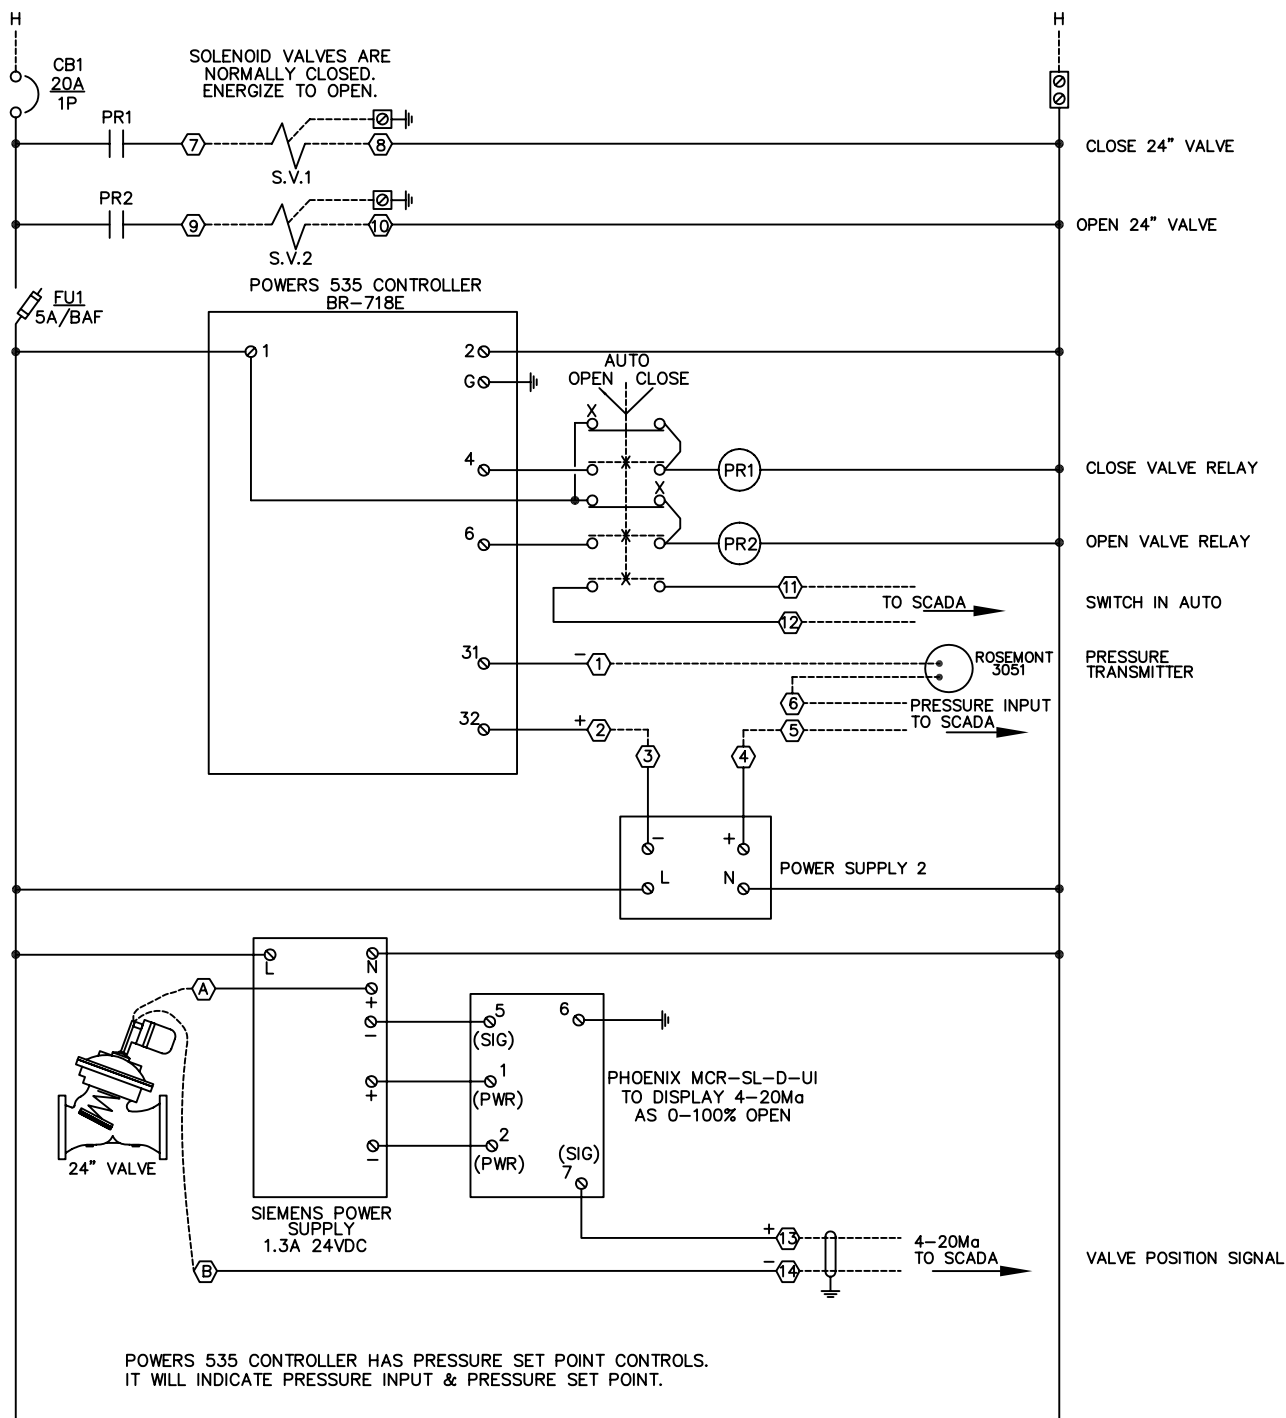 H
H
CB1
20A
1P
SOLENOID VALVES ARE
NORMALLY CLOSED.
ENERGIZE TO OPEN.
PR1
7
8
S.V.1
CLOSE 24" VALVE
PR2
9
10
S.V.2
OPEN 24" VALVE
FU1
5A/BAF
POWERS 535 CONTROLLER
BR-718E
1
2
G
AUTO
OPEN CLOSE
X
4
X
PR1
CLOSE VALVE RELAY
X
6
X
PR2
OPEN VALVE RELAY
X
11
12
TO SCADA
SWITCH IN AUTO
31
-
1
ROSEMONT
3051
PRESSURE
TRANSMITTER
6
PRESSURE INPUT
TO SCADA
32
+
2
5
3
4
-
+
L
N
POWER SUPPLY 2
L
N
A
+
-
5
(SIG)
6
+
1
(PWR)
PHOENIX MCR-SL-D-UI
TO DISPLAY 4-20Ma
AS 0-100% OPEN
-
2
(PWR)
(SIG)
7
24" VALVE
SIEMENS POWER
SUPPLY
1.3A 24VDC
+
13
4-20Ma
TO SCADA
VALVE POSITION SIGNAL
B
-
14
POWERS 535 CONTROLLER HAS PRESSURE SET POINT CONTROLS.
IT WILL INDICATE PRESSURE INPUT & PRESSURE SET POINT.